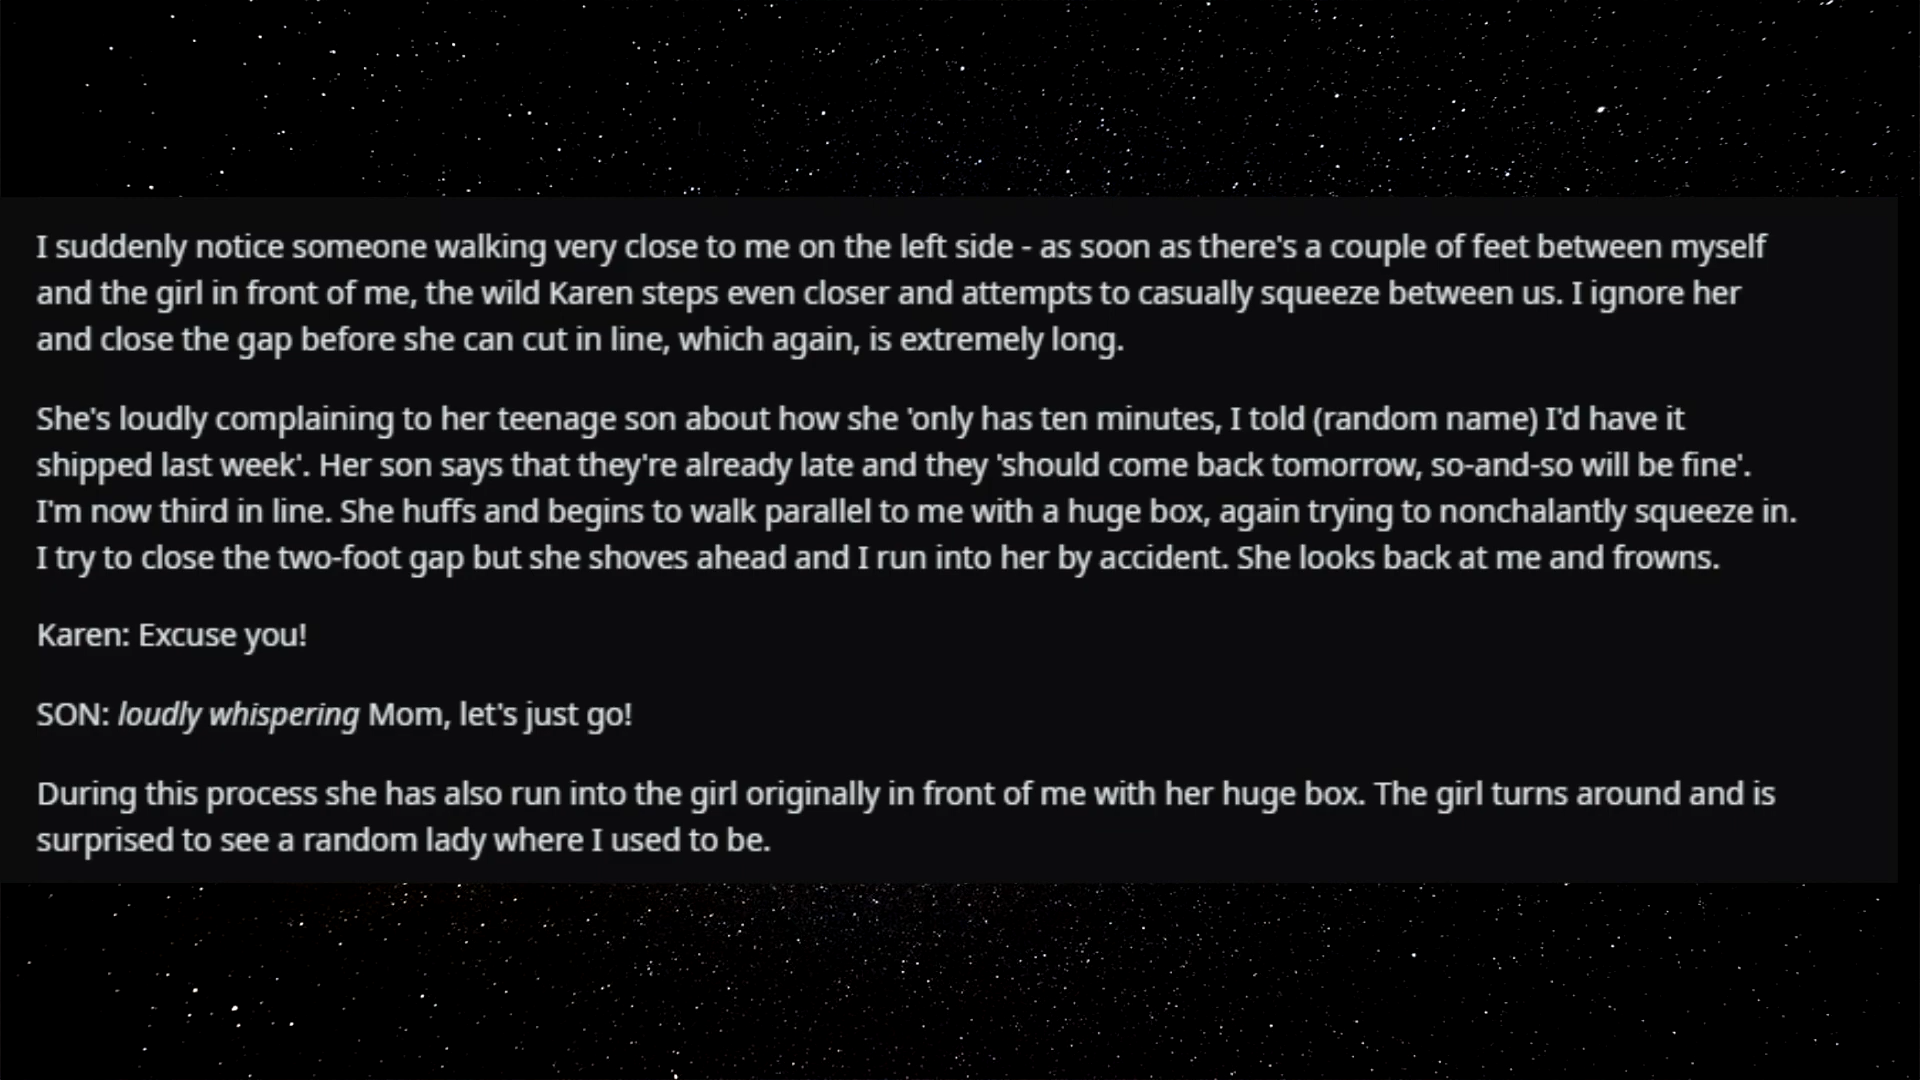 I suddenly notice someone walking very close to me on the left side - as soon as there's a couple of feet between myself
and the girl in front of me, the wild Karen steps even closer and attempts to casually squeeze between us. I ignore her
and close the gap before she can cut in line, which again, is extremely long.
She's loudly complaining to her teenage son about how she 'only has ten minutes, I told (random name) I'd have it
shipped last week'. Her son says that they're already late and they 'should come back tomorrow, so-and-so will be fine'.
I'm now third in line. She huffs and begins to walk parallel to me with a huge box, again trying to nonchalantly squeeze in.
I try to close the two-foot gap but she shoves ahead and I run into her by accident. She looks back at me and frowns.
Karen: Excuse you!
SON: loudly whispering Mom, let's just go!
During this process she has also run into the girl originally in front of me with her huge box. The girl turns around and is
surprised to see a random lady where I used to be.